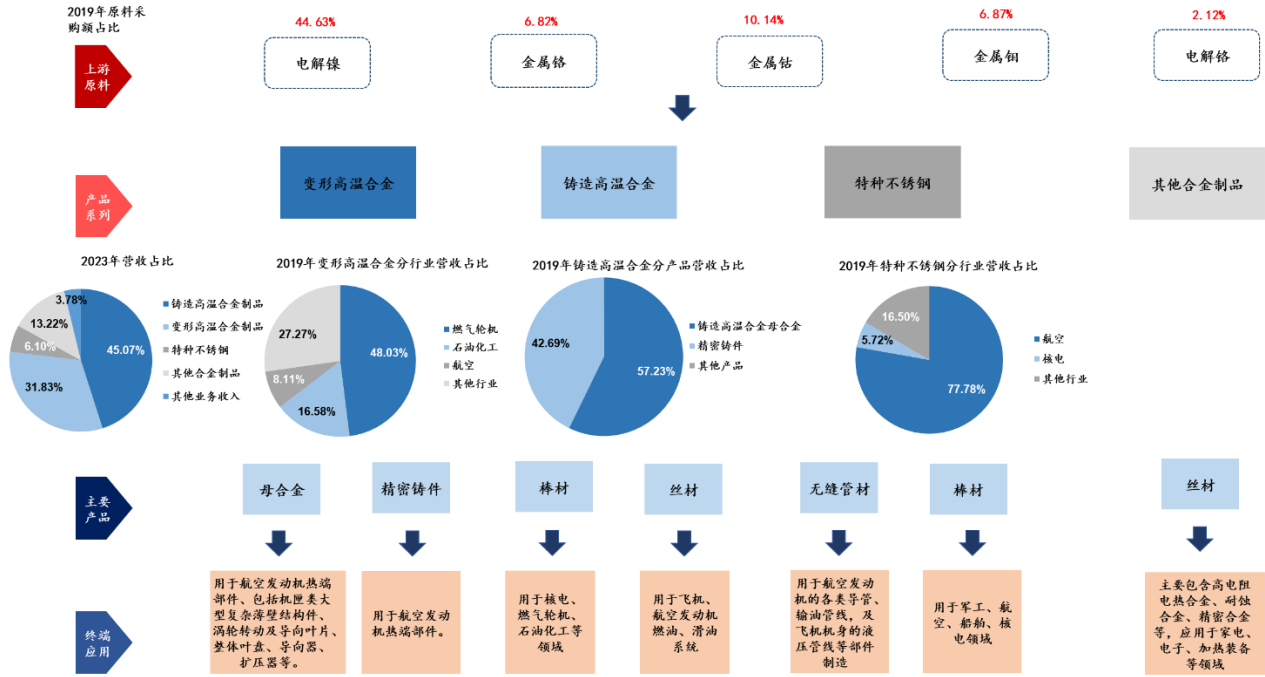 2019年原料采
购额占比
44.63%
6.82%
10.14%
6.87%
2.12%
上游
原料
电解镍
金属铬
金属钴
金属钼
电解铬
产品
系列
变形高温合金
铸造高温合金
特种不锈钢
其他合金制品
2023年营收占比
3.78%
13.22%
6.10%
31.83%
45.07%
铸造高温合金制品
变形高温合金制品
特种不锈钢
其他合金制品
其他业务收入
2019年变形高温合金分行业营收占比
27.27%
8.11%
16.58%
48.03%
燃气轮机
石油化工
航空
其他行业
2019年铸造高温合金分产品营收占比
42.69%
57.23%
铸造高温合金母合金
精密铸件
其他产品
2019年特种不锈钢分行业营收占比
16.50%
5.72%
77.78%
航空
核电
其他行业
主要
产品
母合金
精密铸件
棒材
丝材
无缝管材
棒材
丝材
终端
应用
用于航空发动机热端
部件、包括机匣类大
型复杂薄壁结构件、
涡轮转动及导向叶片、
整体叶盘、导向器、
扩压器等。
用于航空发动
机热端部件。
用于核电、
燃气轮机、
石油化工等
领域
用于飞机、
航空发动机
燃油、滑油
系统
用于航空发动
机的各类导管、
输油管线，及
飞机机身的液
压管线等部件
制造
用于军工、航
空、船舶、核
电领域
主要包含高电阻
电热合金、耐蚀
合金、精密合金
等，应用于家电、
电子、加热装备
等领域